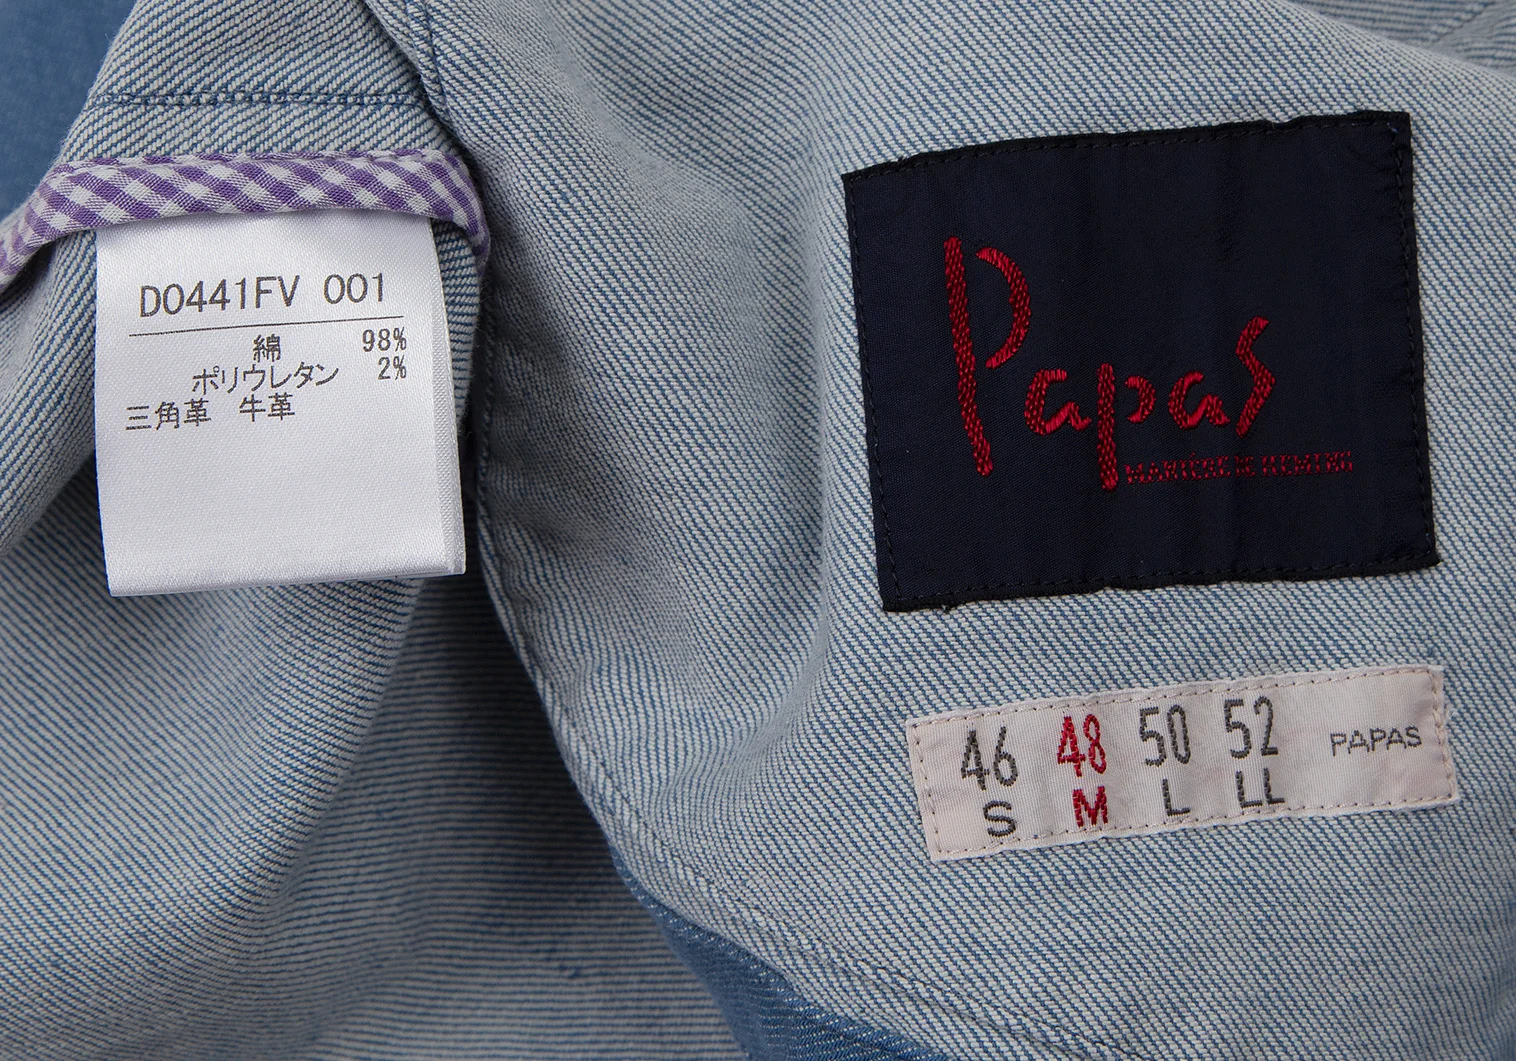 D0441FV 001
綿 98%
ポリウレタン 2%
三角革 牛革
Papas
46 48 50 52 PAPAS
S M L LL